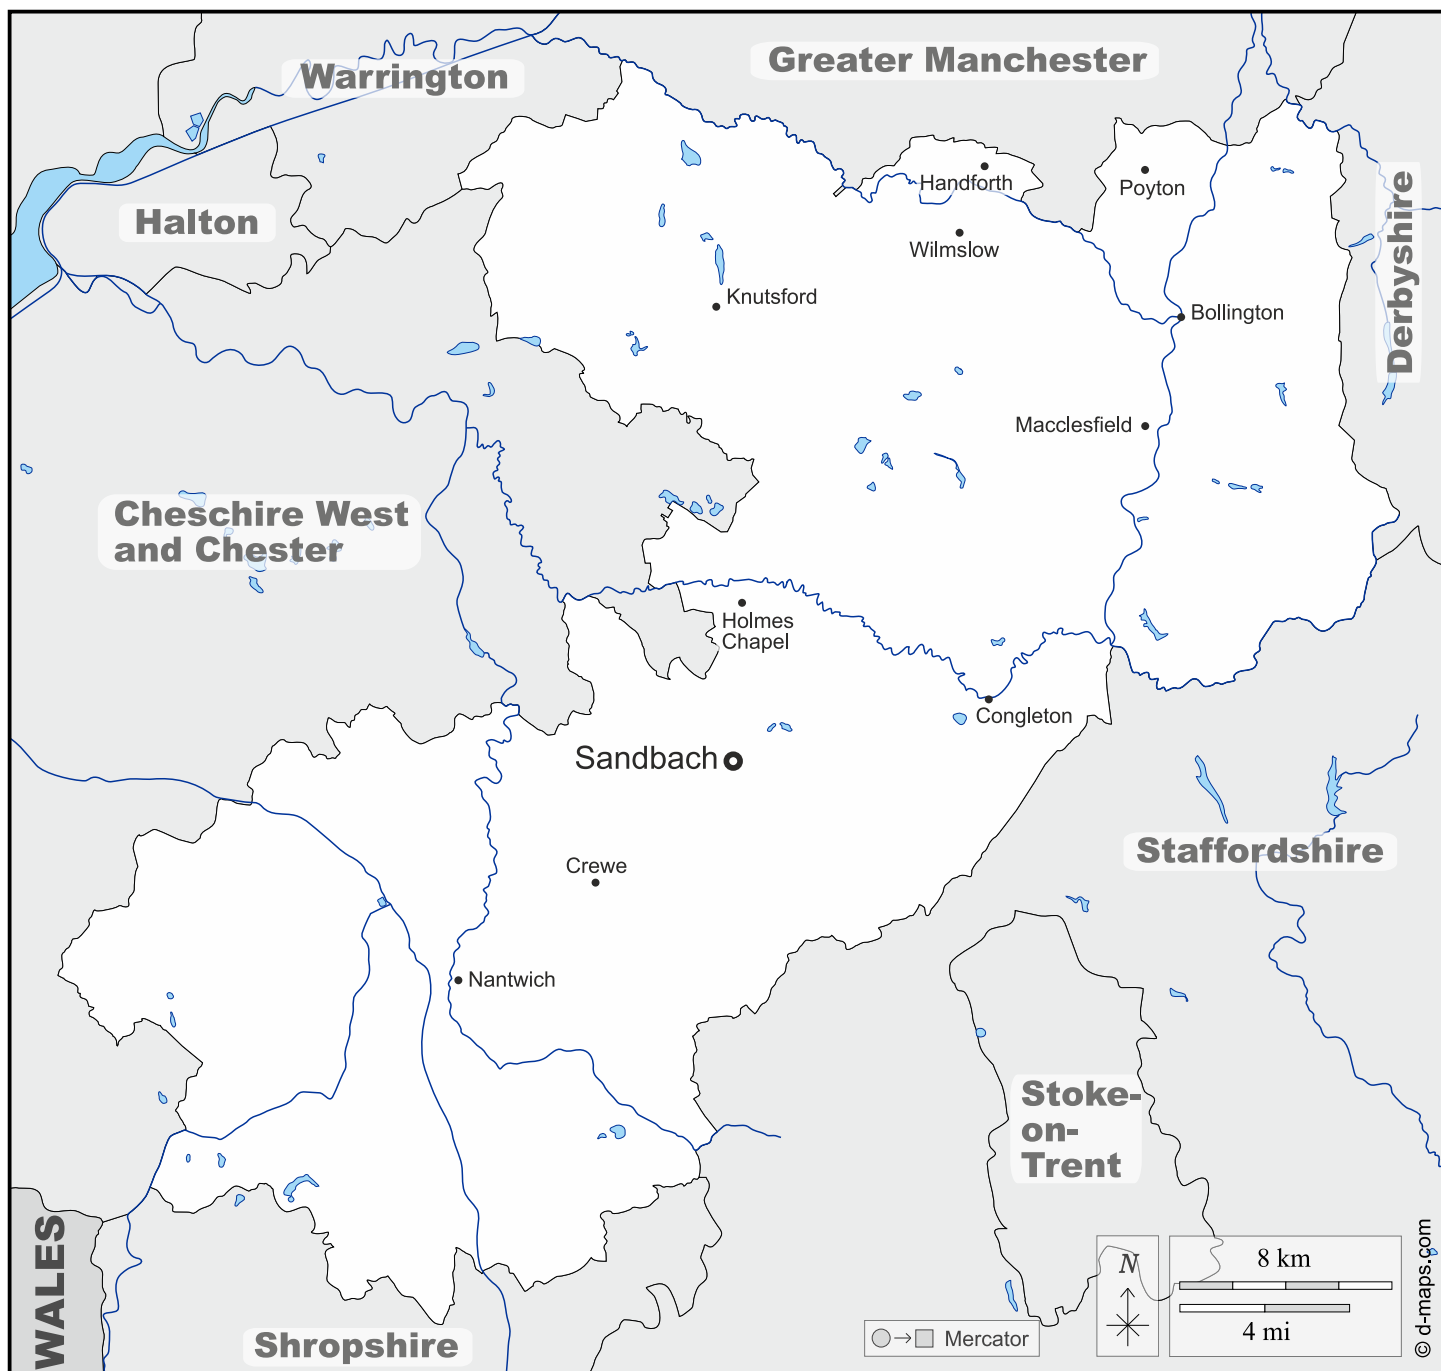 Greater Manchester
Warrington
Derbyshire
Handforth
Poyton
Halton
Wilmslow
Knutsford
Bollington
Macclesfield
Cheschire West
and Chester
Holmes
Chapel
Congleton
Sandbach
Staffordshire
Crewe
Nantwich
Stoke-
on-
Trent
WALES
Shropshire
N
8 km
4 mi
Mercator
© d-maps.com